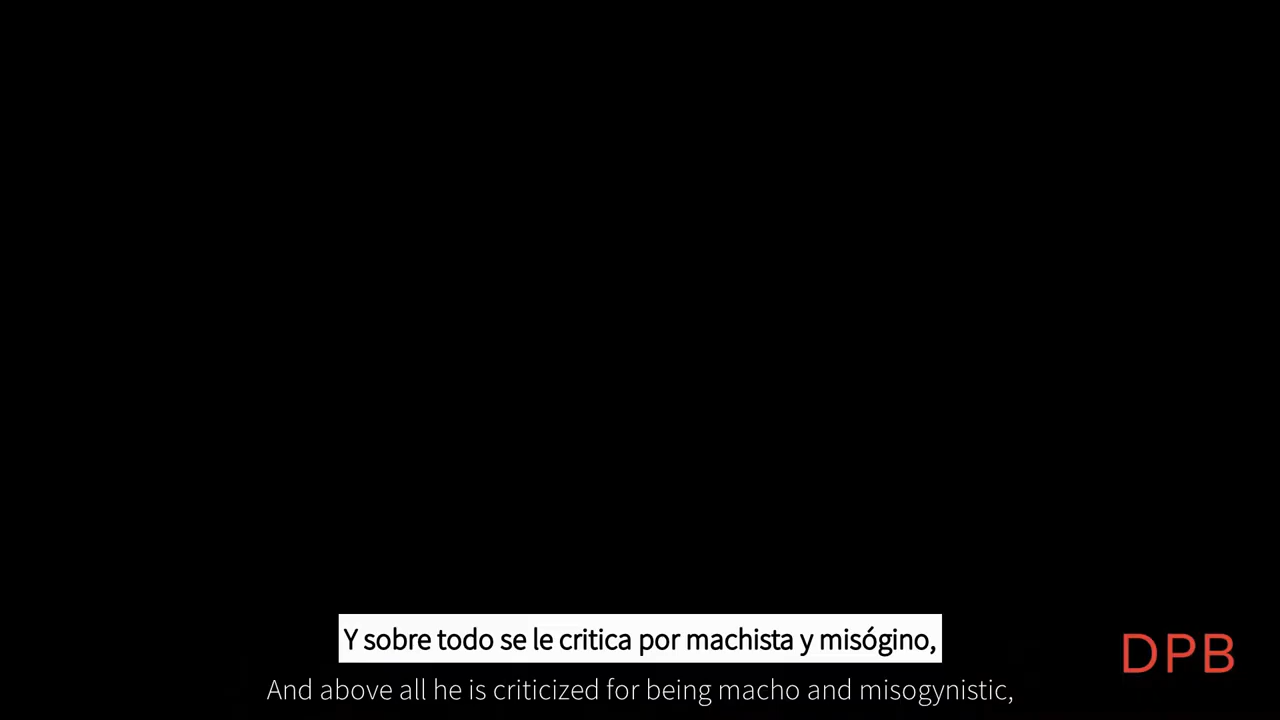 Y sobre todo se le critica por machista y misógino,
DPB
And above all he is criticized for being macho and misogynistic,